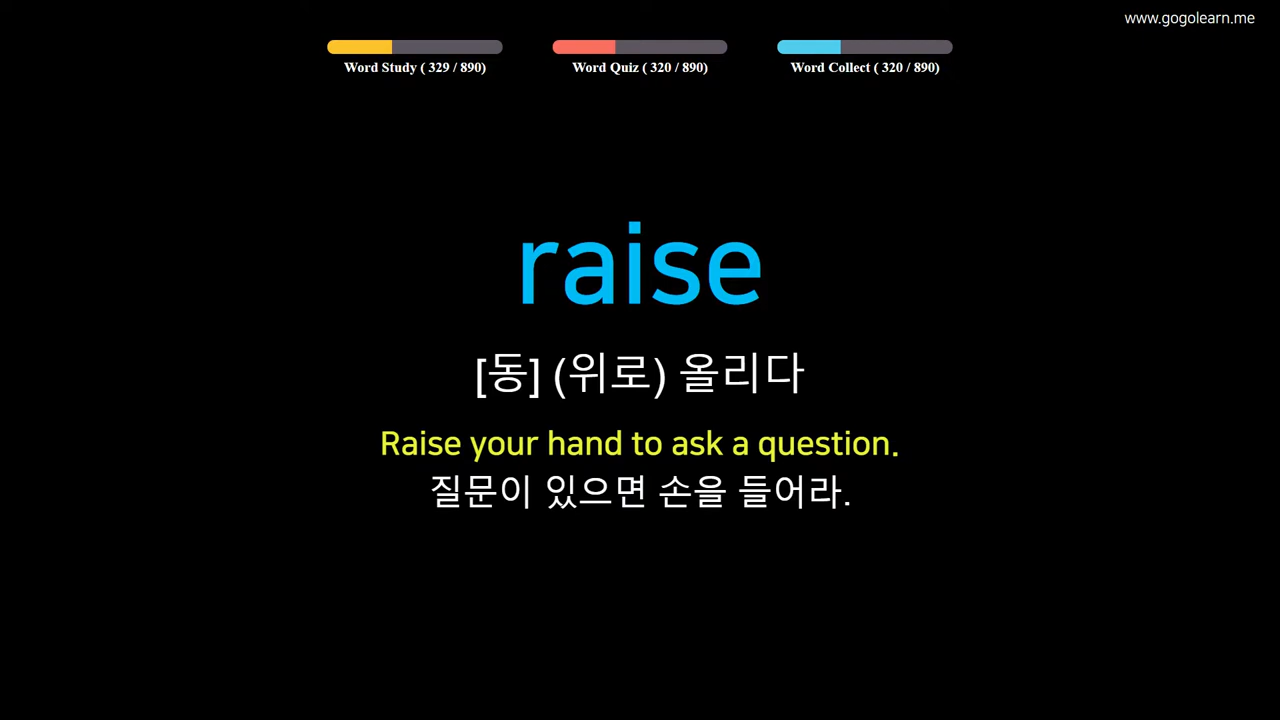 www.gogolearn.me
Word Study ( 329 / 890)
Word Quiz ( 320 / 890)
Word Collect ( 320 / 890)
raise
[동] (위로) 올리다
Raise your hand to ask a question.
질문이 있으면 손을 들어라.